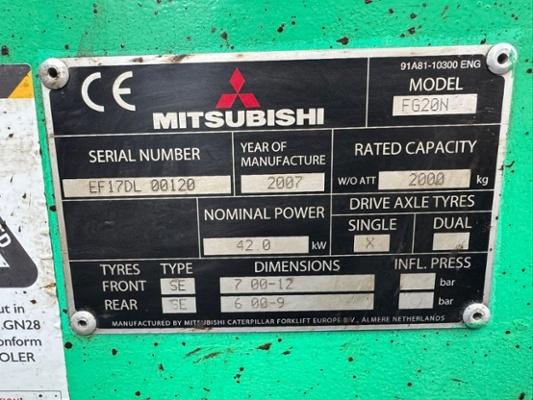 91A81-10300 ENG
CE
MITSUBISHI
MODEL
FG20N
SERIAL NUMBER
EF17DL 00120
YEAR OF
MANUFACTURE
2007
RATED CAPACITY
W/O ATT 2000 kg
NOMINAL POWER
42.0 kW
DRIVE AXLE TYRES
SINGLE DUAL
X
TYRES TYPE DIMENSIONS INFL. PRESS
FRONT SE 7 00-12 bar
REAR SE 6 00-9 bar
MANUFACTURED BY MITSUBISHI CATERPILLAR FORKLIFT EUROPE B.V., ALMERE NETHERLANDS
ut in
.GN28
onform
OLER